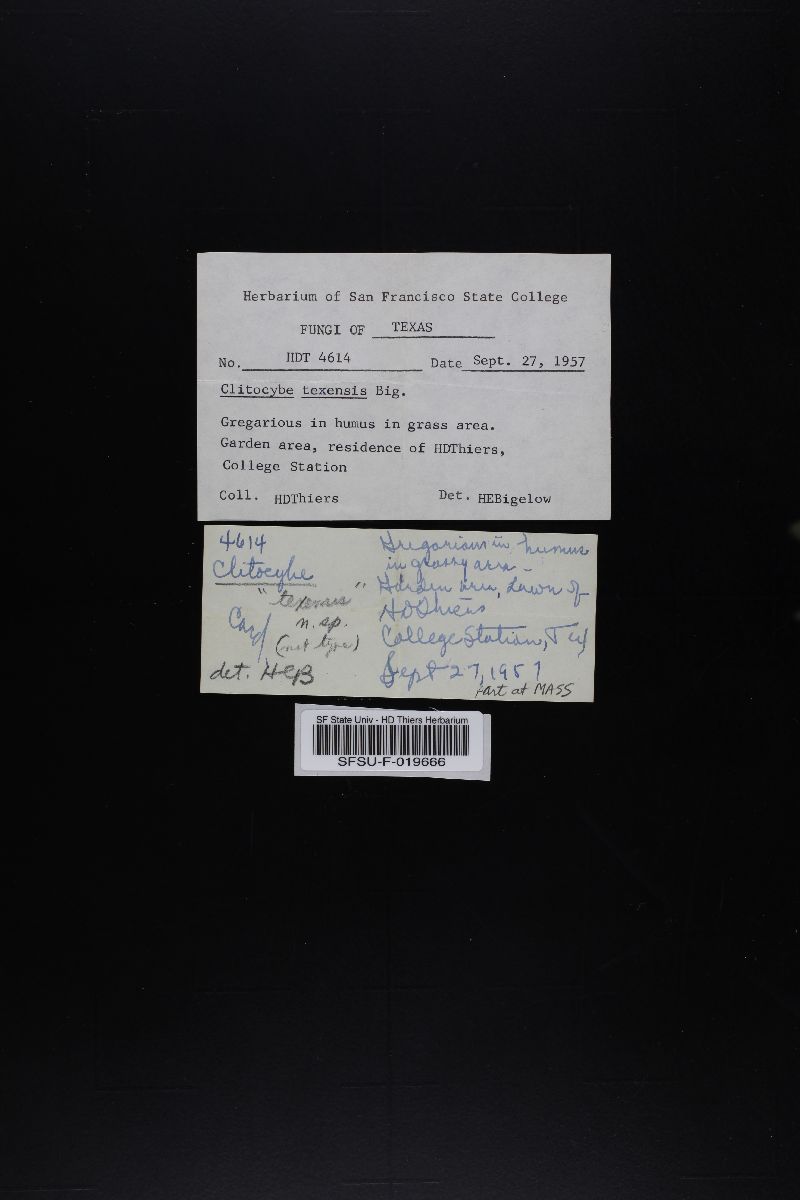 Herbarium of San Francisco State College
FUNGI OF TEXAS
No. HDT 4614 Date Sept. 27, 1957
Clitocybe texensis Big.
Gregarious in humus in grass area.
Garden area, residence of HDThiers,
College Station
Coll. HDThiers Det. HEBigelow
4614
Clitocybe
"texensis"
n. sp.
(not type)
det. HEB
Gregarious in humus
in grassy area -
Garden area, Lawn of
HDThiers
College Station, Tex
Sept 27, 1957
Part at MASS
SF State Univ - HD Thiers Herbarium
SFSU-F-019666